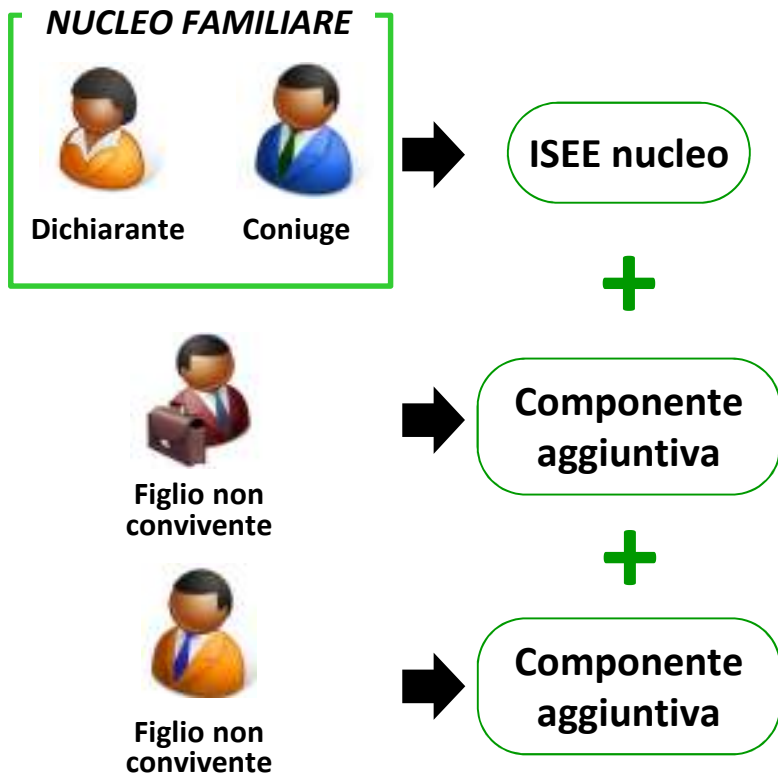 NUCLEO FAMILIARE
Dichiarante
Coniuge
ISEE nucleo
+
Figlio non
convivente
Componente
aggiuntiva
+
Figlio non
convivente
Componente
aggiuntiva